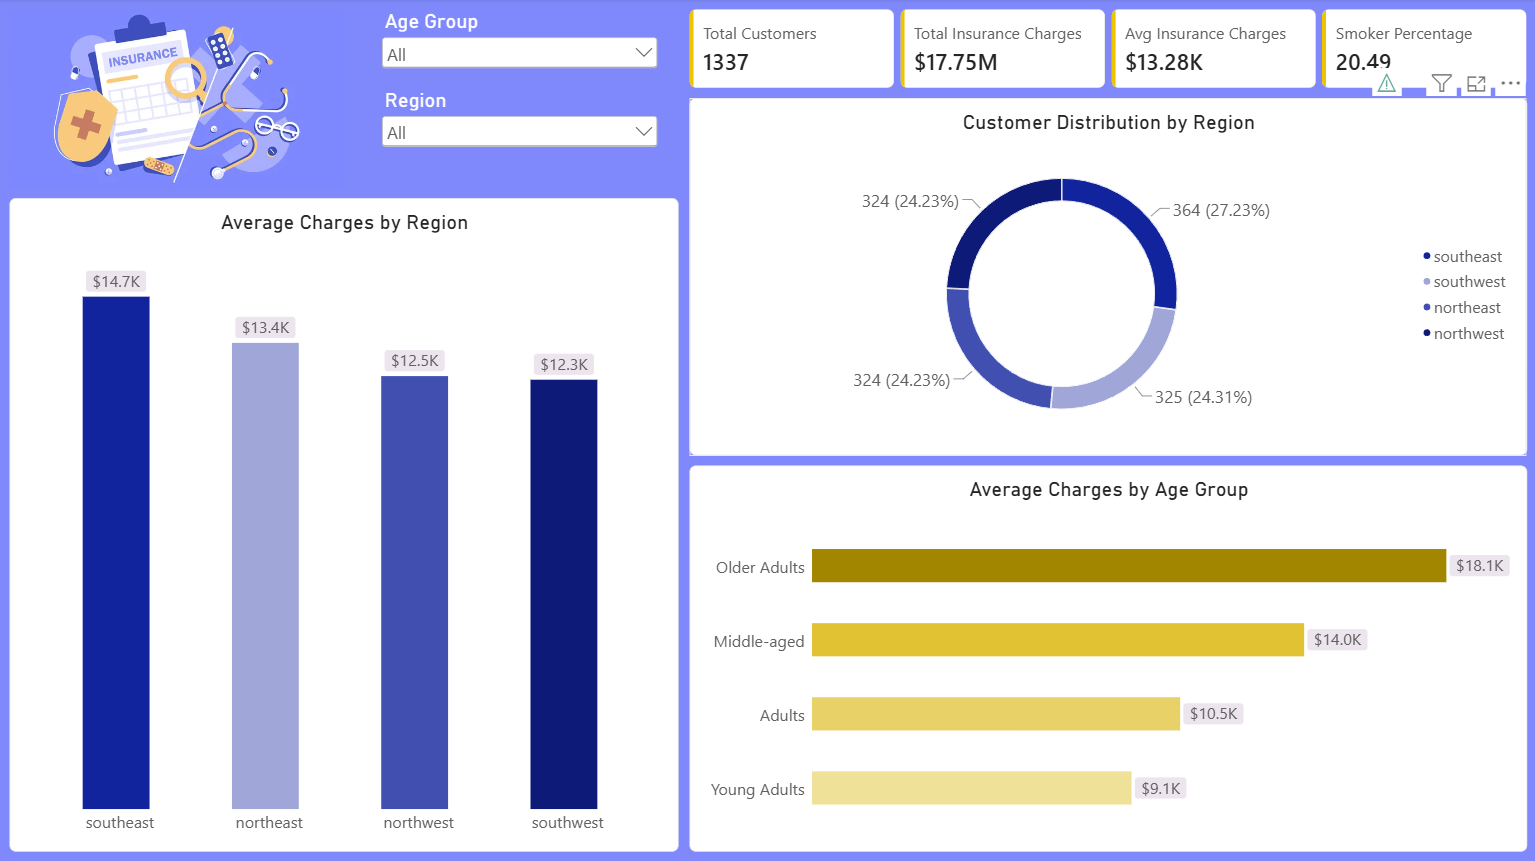 INSURANCE
Age Group
All
Region
All
Total Customers
1337
Total Insurance Charges
$17.75M
Avg Insurance Charges
$13.28K
Smoker Percentage
20.49
Average Charges by Region
$14.7K
$13.4K
$12.5K
$12.3K
southeast
northeast
northwest
southwest
Customer Distribution by Region
324 (24.23%)
364 (27.23%)
324 (24.23%)
325 (24.31%)
southeast
southwest
northeast
northwest
Average Charges by Age Group
Older Adults
$18.1K
Middle-aged
$14.0K
Adults
$10.5K
Young Adults
$9.1K